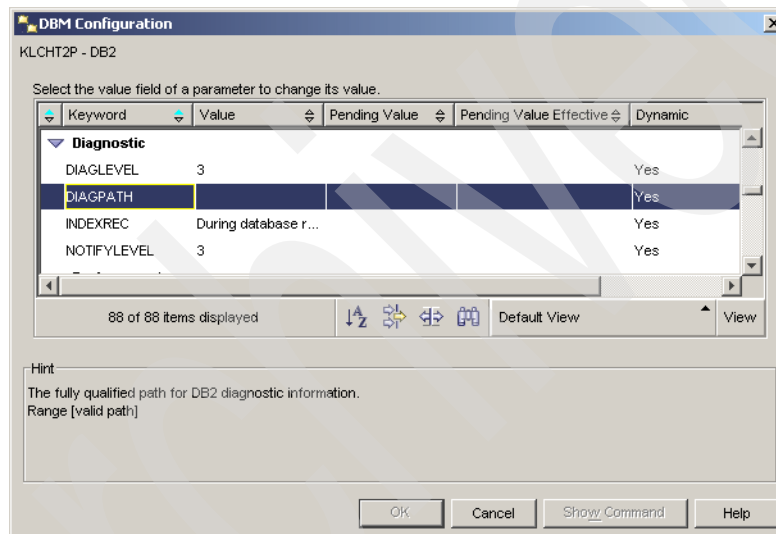 DBM Configuration
KLCHT2P - DB2
Select the value field of a parameter to change its value.
Keyword Value Pending Value Pending Value Effective Dynamic
Diagnostic
DIAGLEVEL 3 Yes
DIAGPATH Yes
INDEXREC During database r... Yes
NOTIFYLEVEL 3 Yes
88 of 88 items displayed Default View View
Hint
The fully qualified path for DB2 diagnostic information.
Range [valid path]
OK Cancel Show Command Help